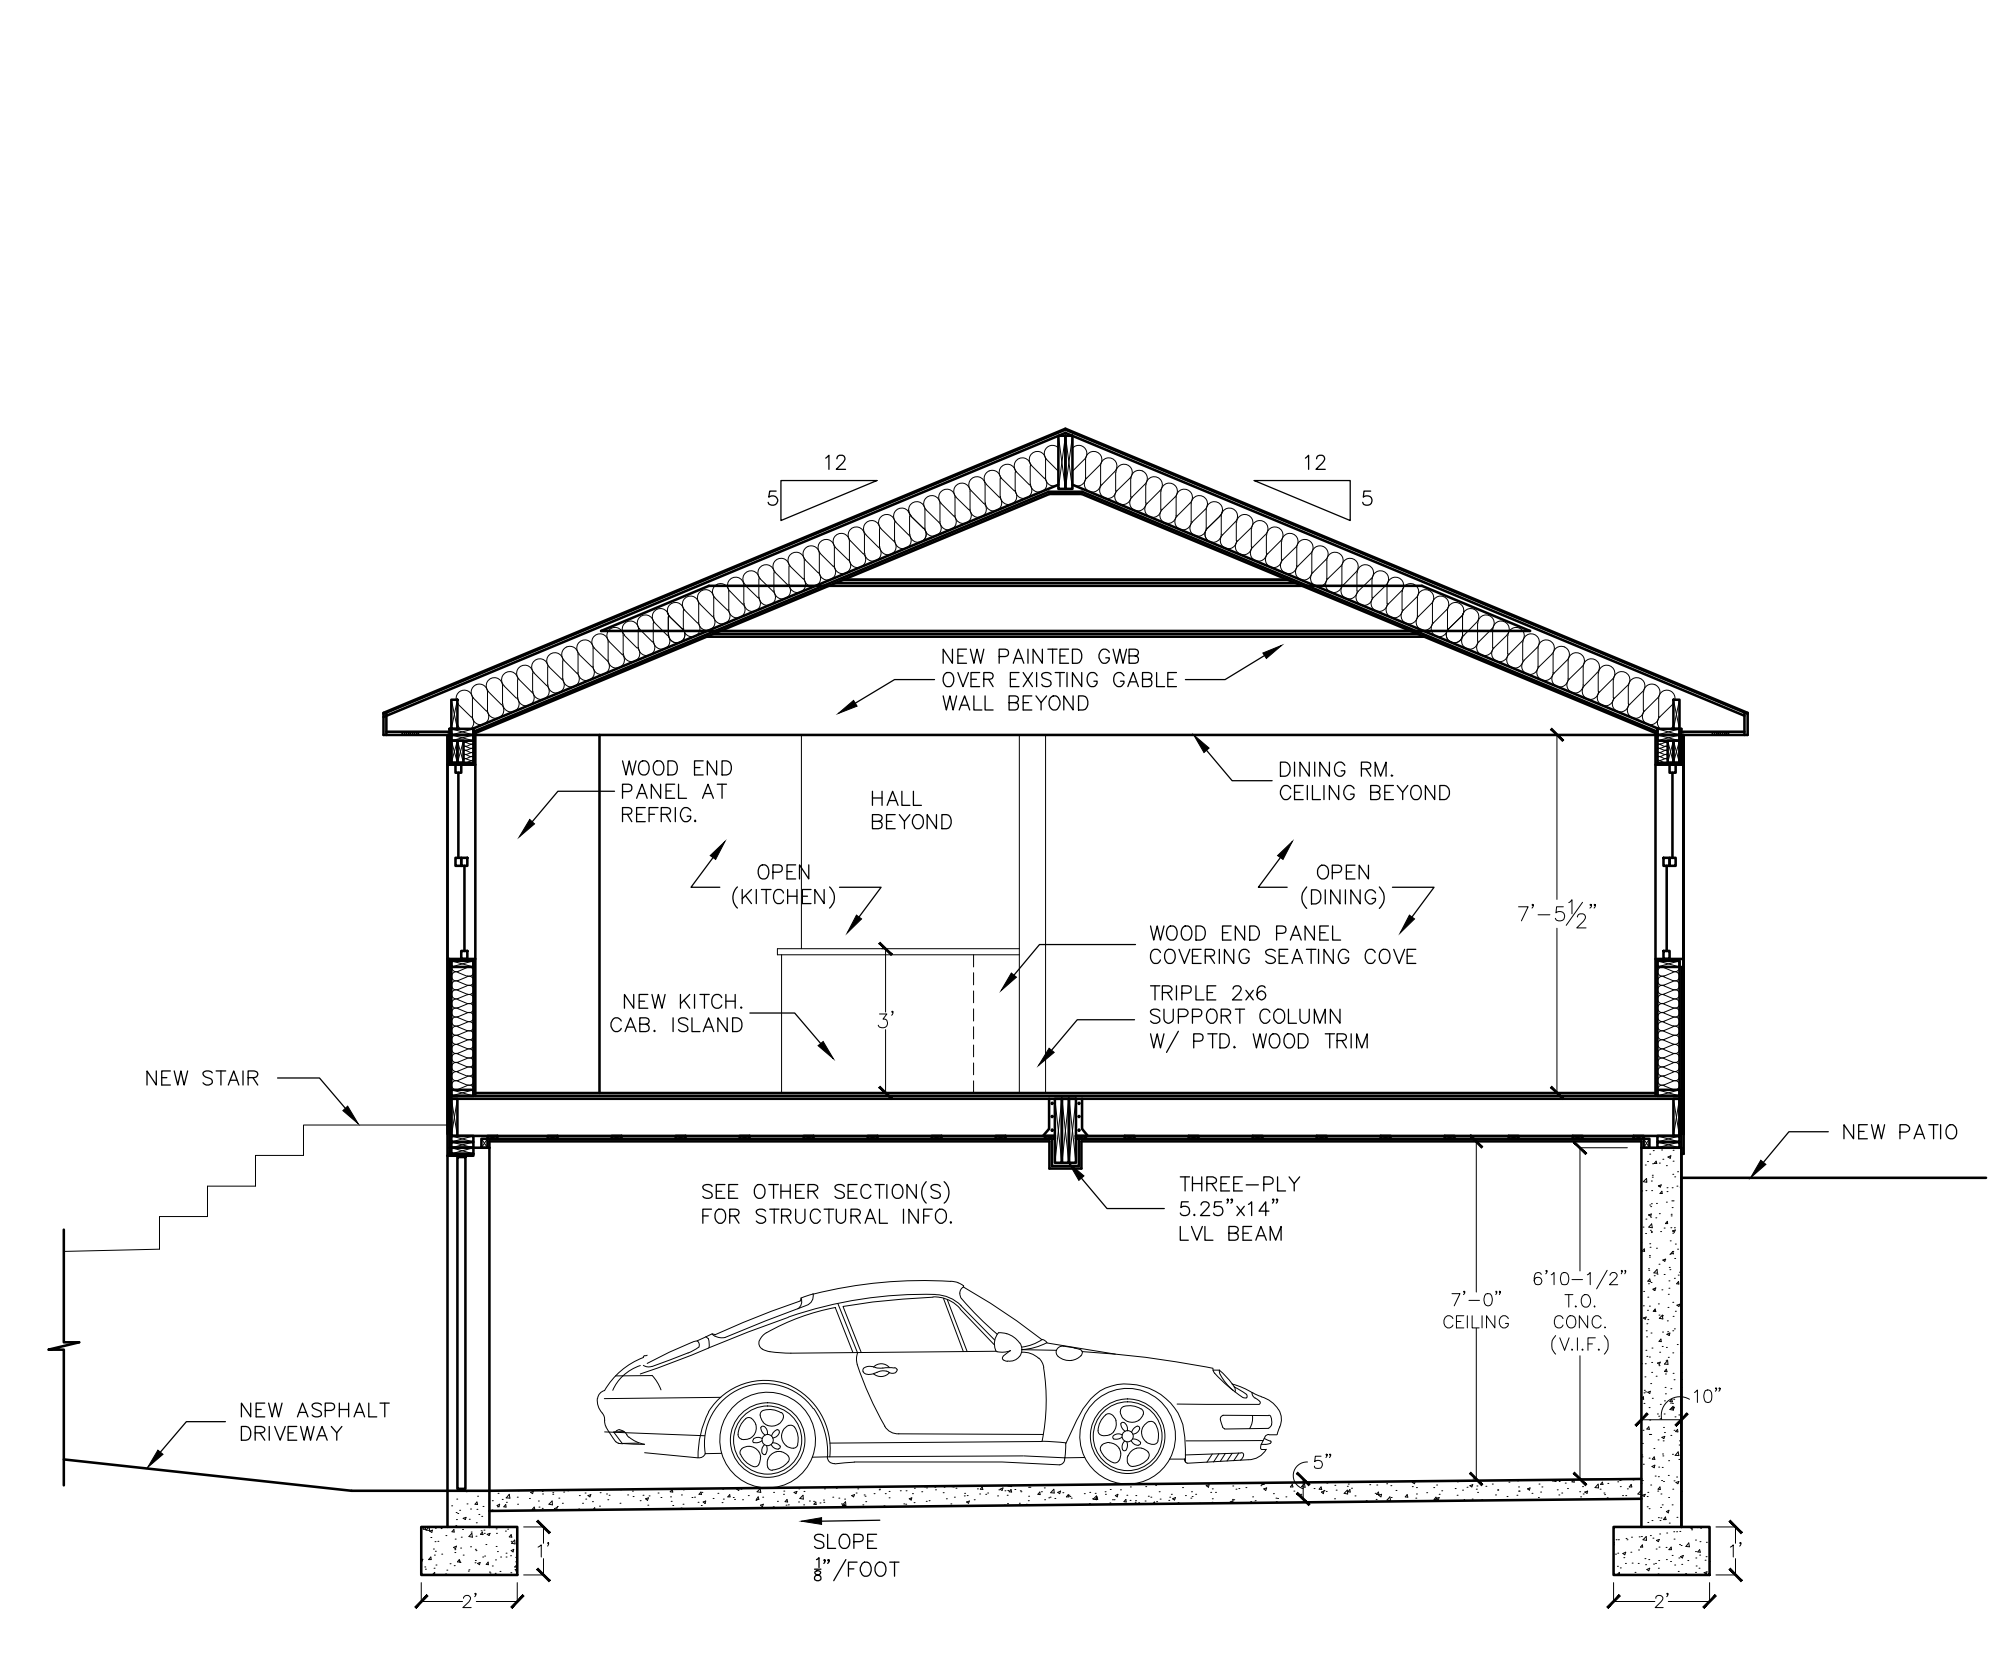 12
5
12
5
NEW PAINTED GWB
OVER EXISTING GABLE
WALL BEYOND
WOOD END
PANEL AT
REFRIG.
HALL
BEYOND
DINING RM.
CEILING BEYOND
OPEN
(KITCHEN)
OPEN
(DINING)
7'-5½"
WOOD END PANEL
COVERING SEATING COVE
NEW KITCH.
CAB. ISLAND
3'
TRIPLE 2x6
SUPPORT COLUMN
W/ PTD. WOOD TRIM
NEW STAIR
NEW PATIO
SEE OTHER SECTION(S)
FOR STRUCTURAL INFO.
THREE-PLY
5.25"x14"
LVL BEAM
7'-0"
CEILING
6'10-1/2"
T.O.
CONC.
(V.I.F.)
10"
NEW ASPHALT
DRIVEWAY
5"
SLOPE
⅛"/FOOT
1'
2'
1'
2'